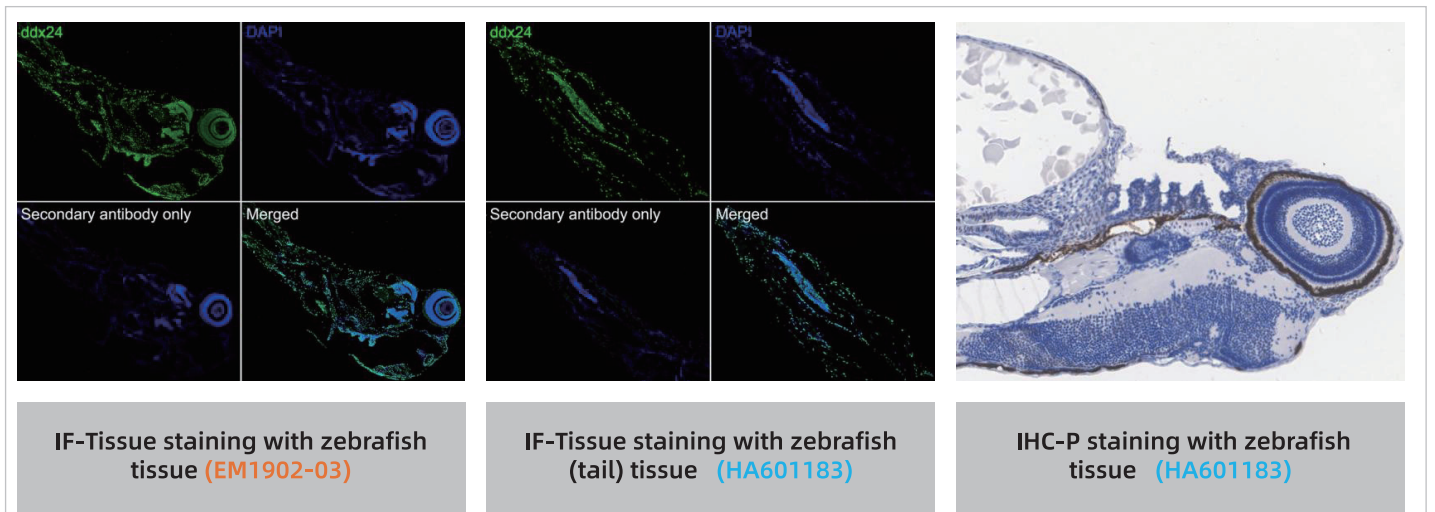 ddx24
DAPI
Secondary antibody only
Merged
ddx24
DAPI
Secondary antibody only
Merged
IF-Tissue staining with zebrafish
tissue (EM1902-03)
IF-Tissue staining with zebrafish
(tail) tissue (HA601183)
IHC-P staining with zebrafish
tissue (HA601183)